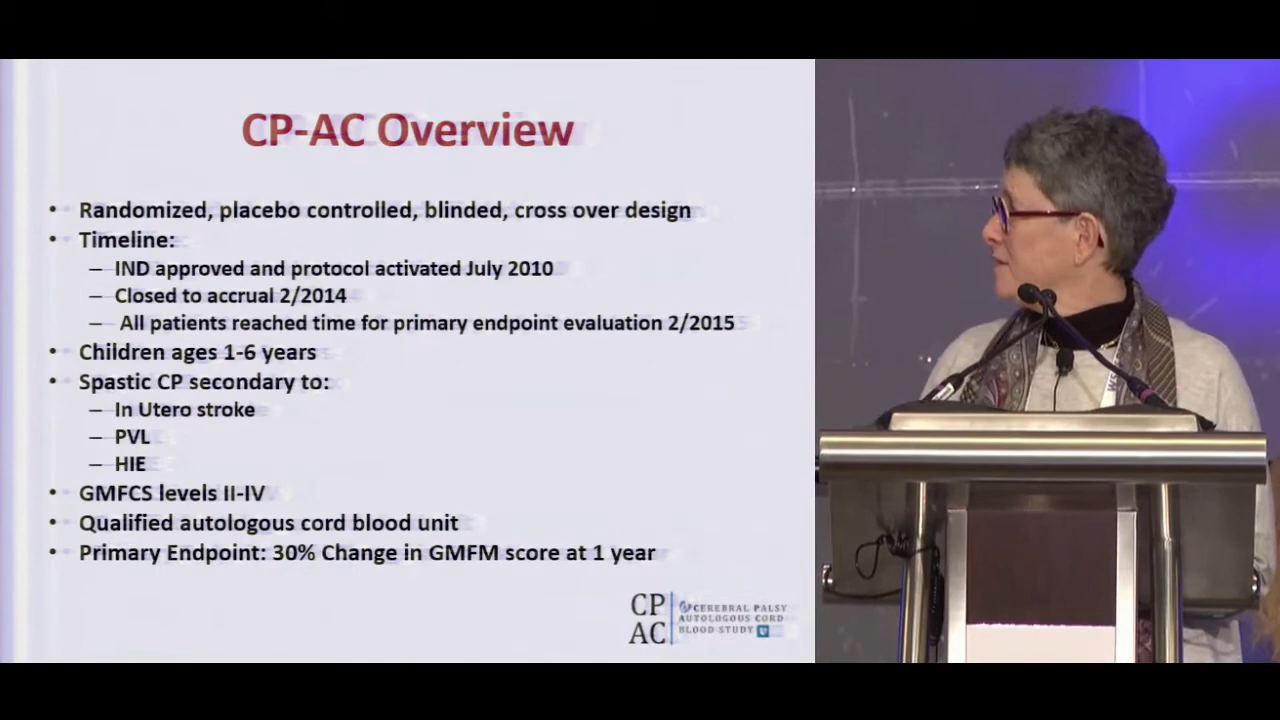 CP-AC Overview
• Randomized, placebo controlled, blinded, cross over design
• Timeline:
– IND approved and protocol activated July 2010
– Closed to accrual 2/2014
– All patients reached time for primary endpoint evaluation 2/2015
• Children ages 1-6 years
• Spastic CP secondary to:
– In Utero stroke
– PVL
– HIE
• GMFCS levels II-IV
• Qualified autologous cord blood unit
• Primary Endpoint: 30% Change in GMFM score at 1 year
CP
AC
CEREBRAL PALSY
AUTOLOGOUS CORD
BLOOD STUDY